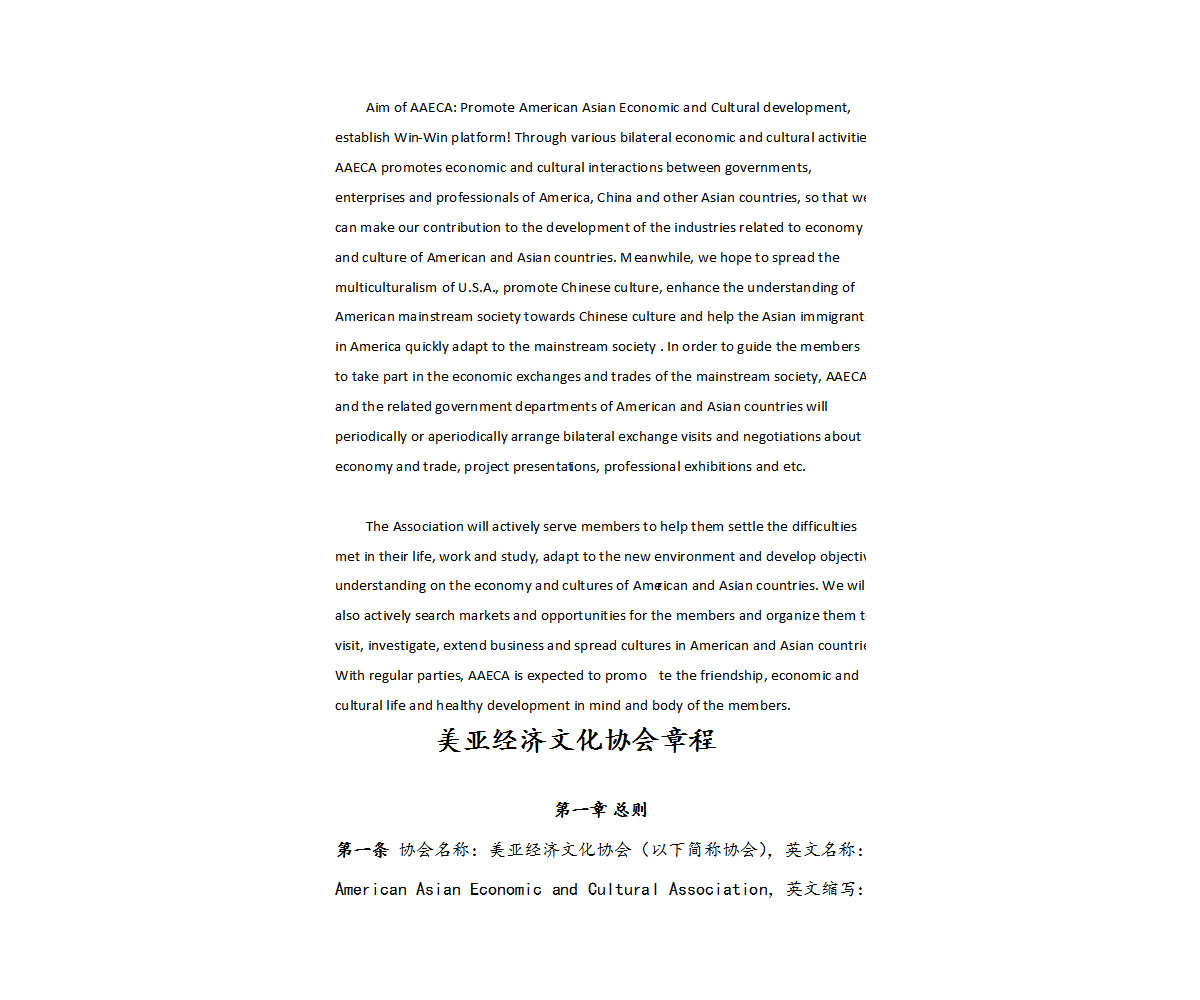 Aim of AAECA: Promote American Asian Economic and Cultural development,
establish Win-Win platform! Through various bilateral economic and cultural activitie
AAECA promotes economic and cultural interactions between governments,
enterprises and professionals of America, China and other Asian countries, so that we
can make our contribution to the development of the industries related to economy
and culture of American and Asian countries. Meanwhile, we hope to spread the
multiculturalism of U.S.A., promote Chinese culture, enhance the understanding of
American mainstream society towards Chinese culture and help the Asian immigrant
in America quickly adapt to the mainstream society . In order to guide the members
to take part in the economic exchanges and trades of the mainstream society, AAECA
and the related government departments of American and Asian countries will
periodically or aperiodically arrange bilateral exchange visits and negotiations about
economy and trade, project presentations, professional exhibitions and etc.
The Association will actively serve members to help them settle the difficulties
met in their life, work and study, adapt to the new environment and develop objectiv
understanding on the economy and cultures of American and Asian countries. We wil
also actively search markets and opportunities for the members and organize them t
visit, investigate, extend business and spread cultures in American and Asian countrie
With regular parties, AAECA is expected to promo te the friendship, economic and
cultural life and healthy development in mind and body of the members.
美亚经济文化协会章程
第一章 总则
第一条 协会名称：美亚经济文化协会（以下简称协会），英文名称：
American Asian Economic and Cultural Association，英文缩写：